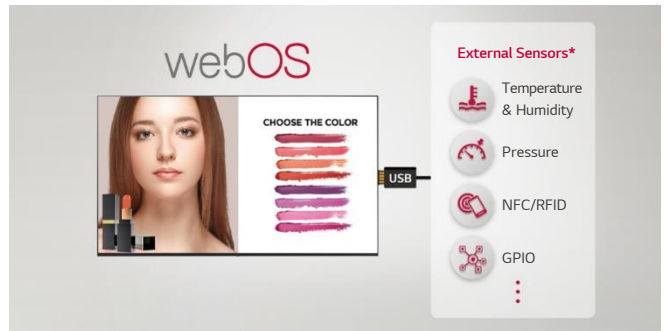 webOS
External Sensors*
Temperature
& Humidity
CHOOSE THE COLOR
Pressure
USB
NFC/RFID
GPIO